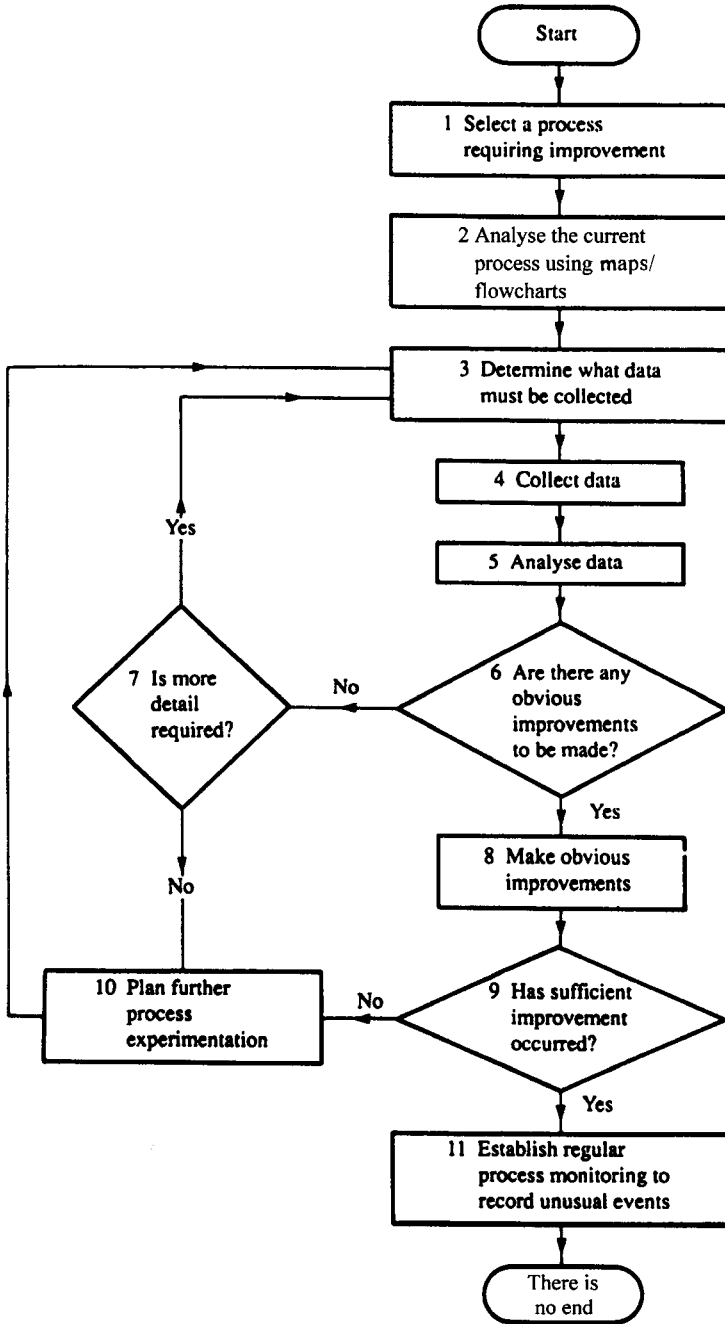 Start
1 Select a process
requiring improvement
2 Analyse the current
process using maps/
flowcharts
3 Determine what data
must be collected
4 Collect data
5 Analyse data
Yes
6 Are there any
obvious
improvements
to be made?
No
7 Is more
detail
required?
Yes
8 Make obvious
improvements
No
9 Has sufficient
improvement
occurred?
No
10 Plan further
process
experimentation
Yes
11 Establish regular
process monitoring to
record unusual events
There is
no end